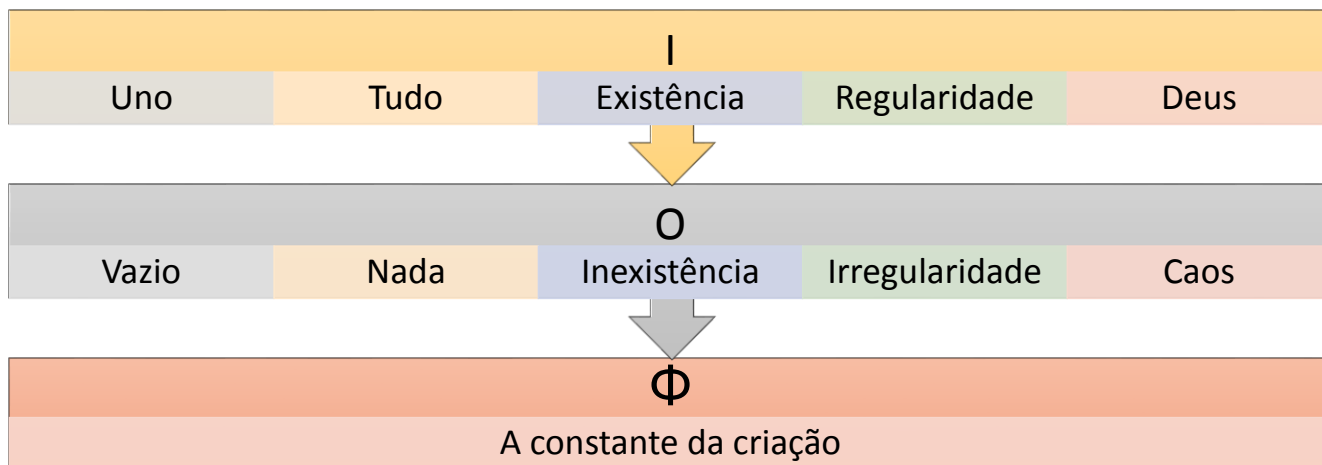 I
Uno Tudo Existência Regularidade Deus
O
Vazio Nada Inexistência Irregularidade Caos
Φ
A constante da criação